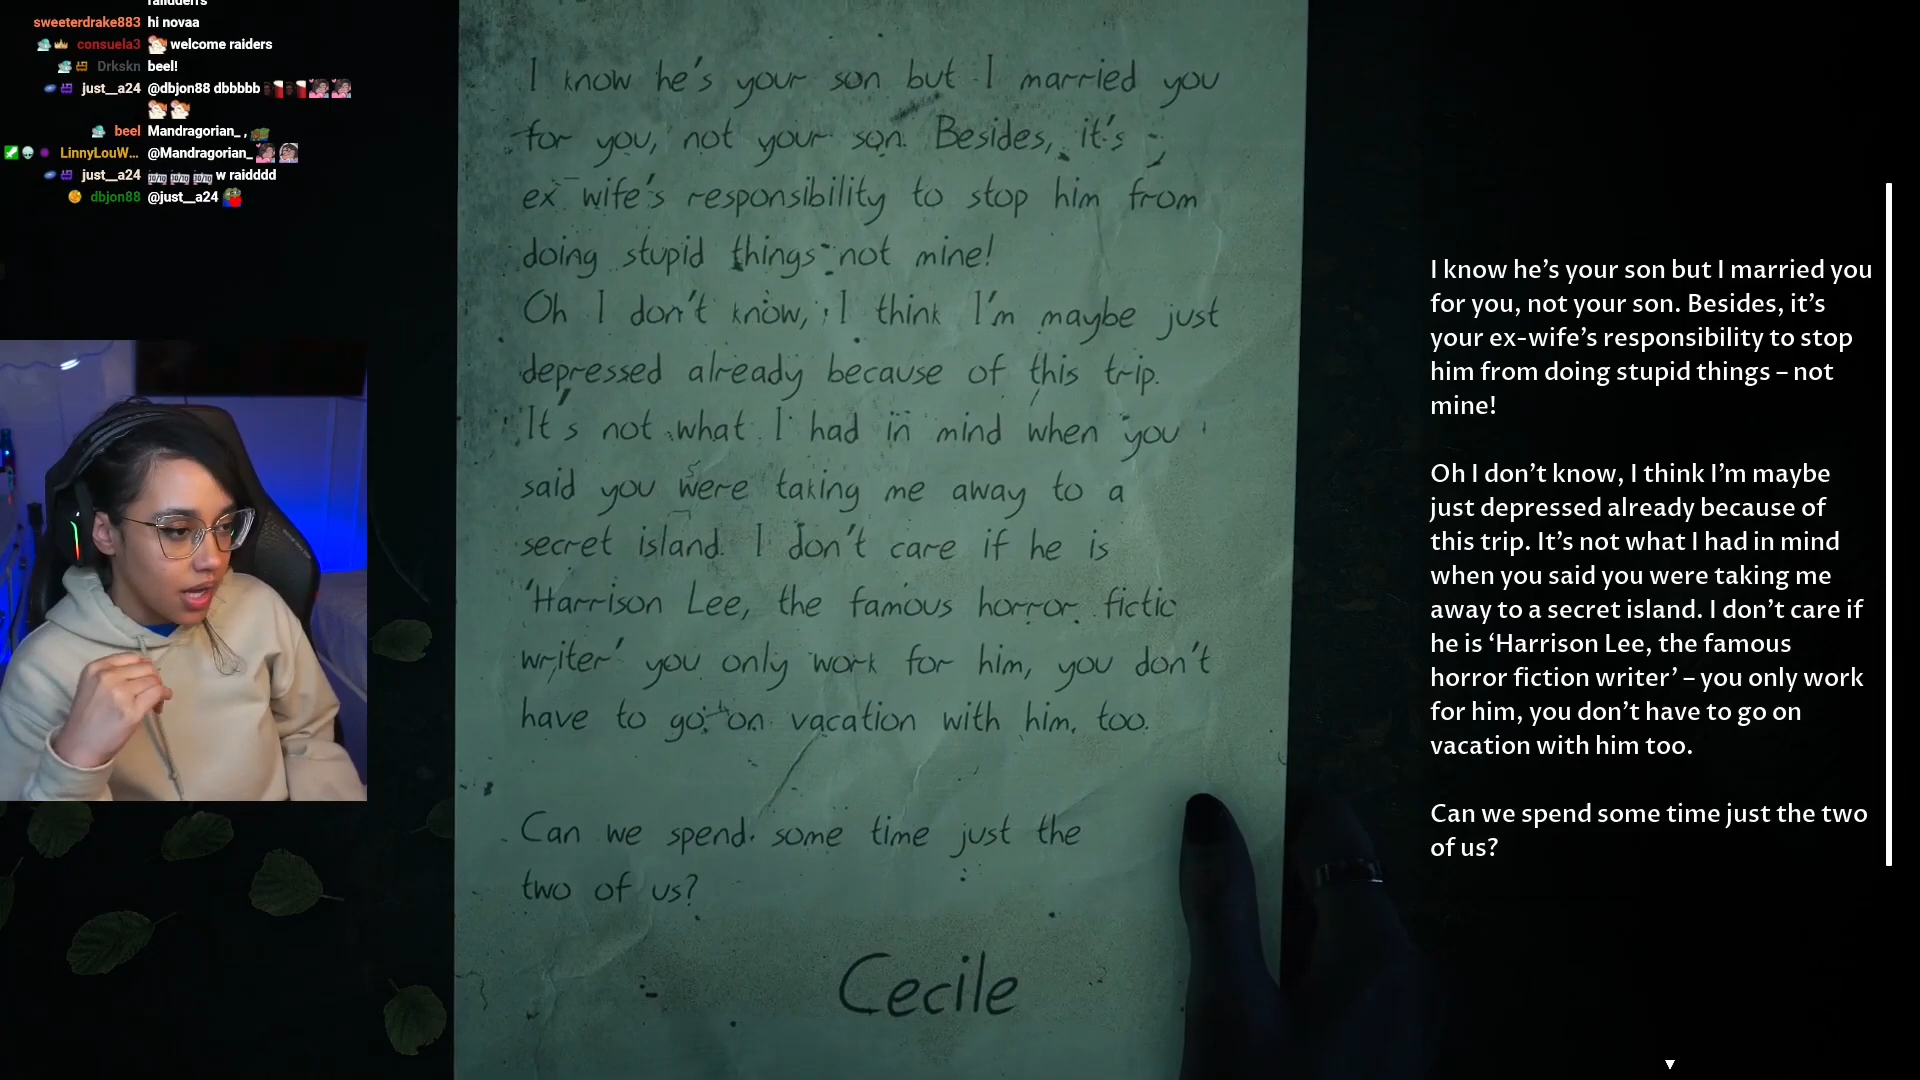 sweeterdrake883 hi novaa
consuela3 welcome raiders
Drkskn beel!
just__a24 @dbjon88 dbbbbb
beel Mandragorian_ ,
LinnyLouW... @Mandragorian_
just__a24 w raidddd
dbjon88 @just__a24
I know he's your son but I married you
for you, not your son. Besides, it's
ex wife's responsibility to stop him from
doing stupid things - not mine!
Oh I don't know, I think I'm maybe just
depressed already because of this trip.
It's not what I had in mind when you
said you were taking me away to a
secret island. I don't care if he is
'Harrison Lee, the famous horror fictic
writer' you only work for him, you don't
have to go on vacation with him, too.
Can we spend some time just the
two of us?
Cecile
I know he's your son but I married you
for you, not your son. Besides, it's
your ex-wife's responsibility to stop
him from doing stupid things – not
mine!
Oh I don't know, I think I'm maybe
just depressed already because of
this trip. It's not what I had in mind
when you said you were taking me
away to a secret island. I don't care if
he is ‘Harrison Lee, the famous
horror fiction writer’ – you only work
for him, you don't have to go on
vacation with him too.
Can we spend some time just the two
of us?